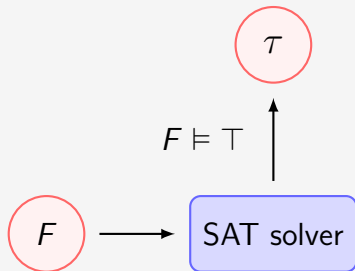 τ
F ⊨ ⊤
F
SAT solver